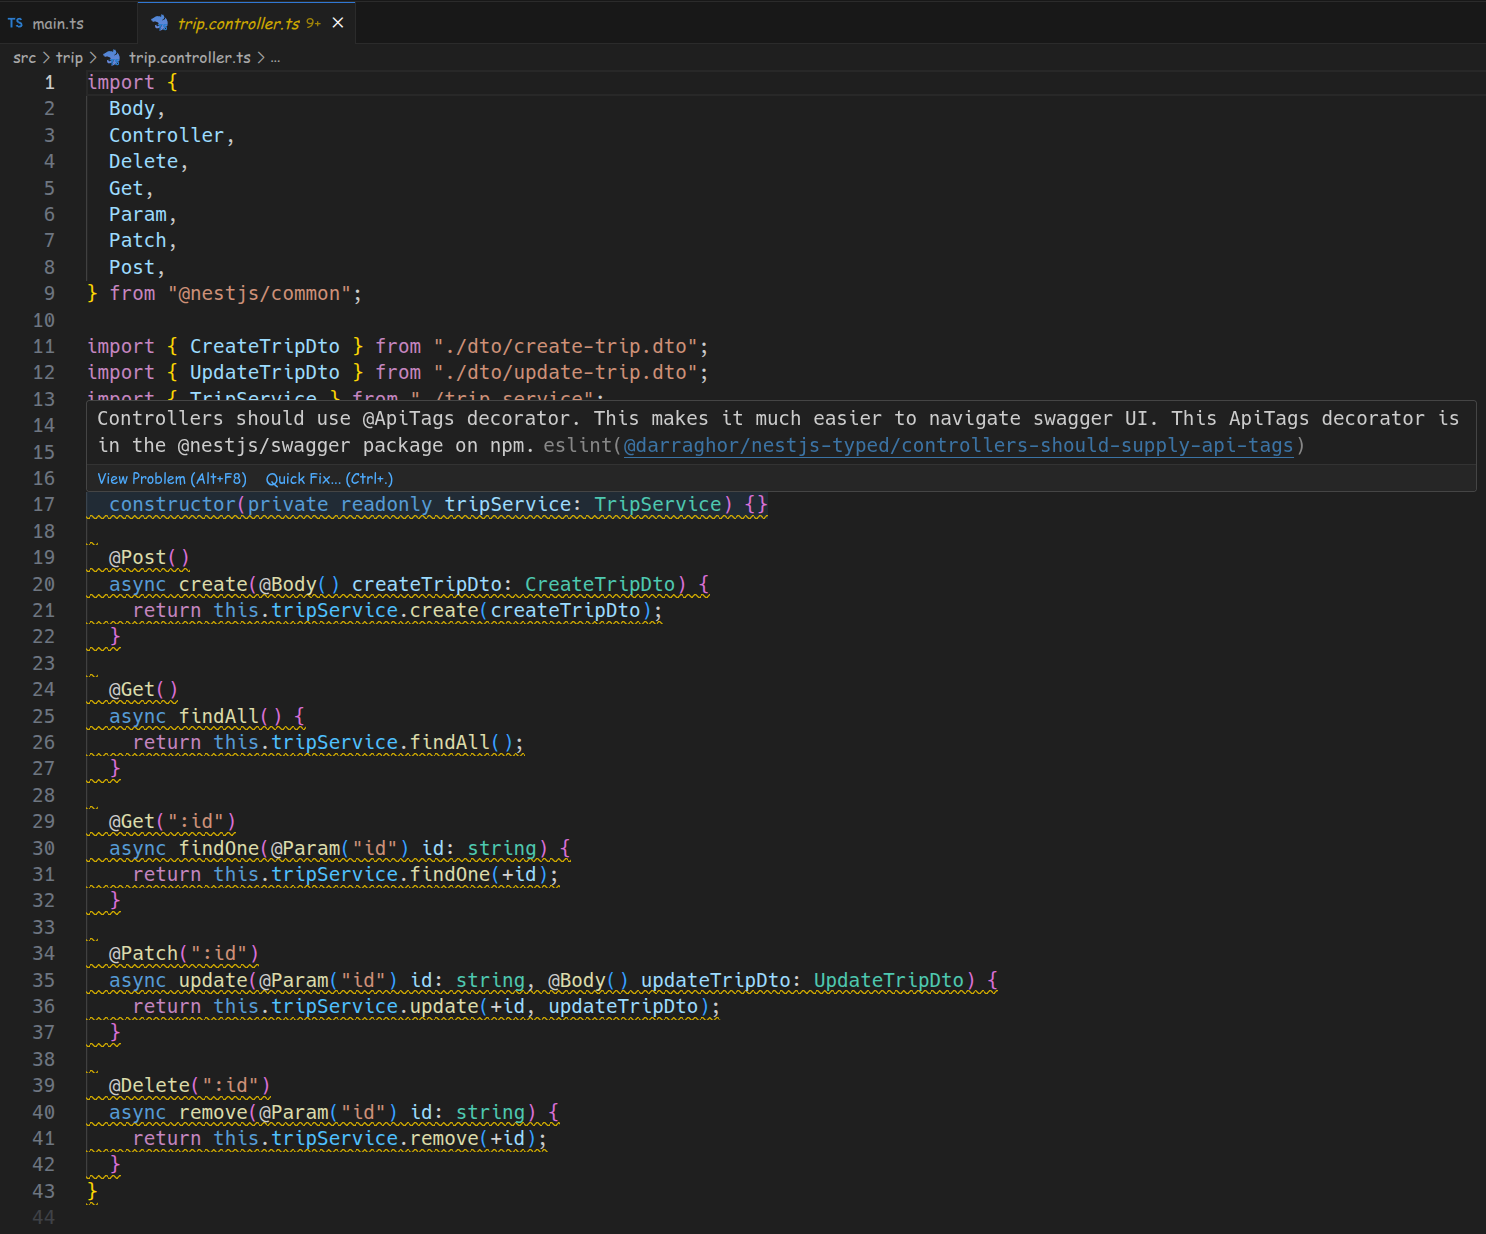 TS main.ts
trip.controller.ts 9+
src > trip > trip.controller.ts > ...
1 import {
2 Body,
3 Controller,
4 Delete,
5 Get,
6 Param,
7 Patch,
8 Post,
9 } from "@nestjs/common";
10
11 import { CreateTripDto } from "./dto/create-trip.dto";
12 import { UpdateTripDto } from "./dto/update-trip.dto";
13 import { TripService } from "./trip.service";
14
Controllers should use @ApiTags decorator. This makes it much easier to navigate swagger UI. This ApiTags decorator is
15
in the @nestjs/swagger package on npm. eslint(@darraghor/nestjs-typed/controllers-should-supply-api-tags)
16
View Problem (Alt+F8) Quick Fix... (Ctrl+.)
17 constructor(private readonly tripService: TripService) {}
18
19 @Post()
20 async create(@Body() createTripDto: CreateTripDto) {
21 return this.tripService.create(createTripDto);
22 }
23
24 @Get()
25 async findAll() {
26 return this.tripService.findAll();
27 }
28
29 @Get(":id")
30 async findOne(@Param("id") id: string) {
31 return this.tripService.findOne(+id);
32 }
33
34 @Patch(":id")
35 async update(@Param("id") id: string, @Body() updateTripDto: UpdateTripDto) {
36 return this.tripService.update(+id, updateTripDto);
37 }
38
39 @Delete(":id")
40 async remove(@Param("id") id: string) {
41 return this.tripService.remove(+id);
42 }
43 }
44